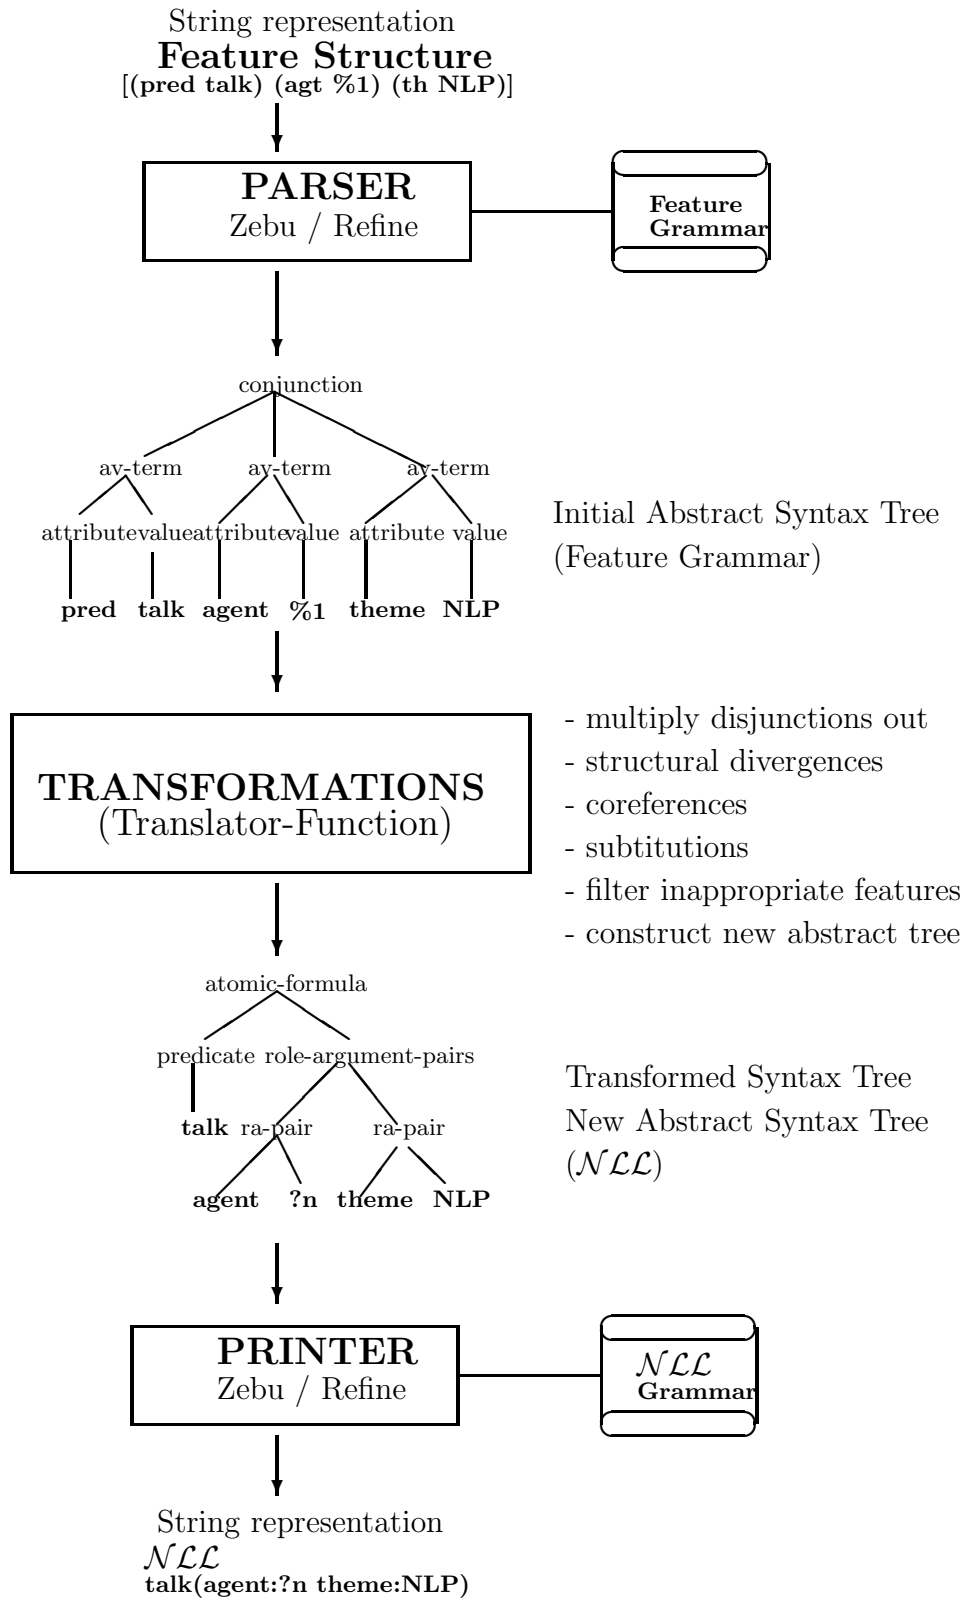 String representation
Feature Structure
[(pred talk) (agt %1) (th NLP)]
PARSER
Zebu / Refine
Feature
Grammar
conjunction
av-term av-term av-term
attribute value attribute value attribute value
pred talk agent %1 theme NLP
Initial Abstract Syntax Tree
(Feature Grammar)
TRANSFORMATIONS
(Translator-Function)
- multiply disjunctions out
- structural divergences
- coreferences
- subtitutions
- filter inappropriate features
- construct new abstract tree
atomic-formula
predicate role-argument-pairs
talk ra-pair ra-pair
agent ?n theme NLP
Transformed Syntax Tree
New Abstract Syntax Tree
(𝒩ℒℒ)
PRINTER
Zebu / Refine
𝒩ℒℒ
Grammar
String representation
𝒩ℒℒ
talk(agent:?n theme:NLP)